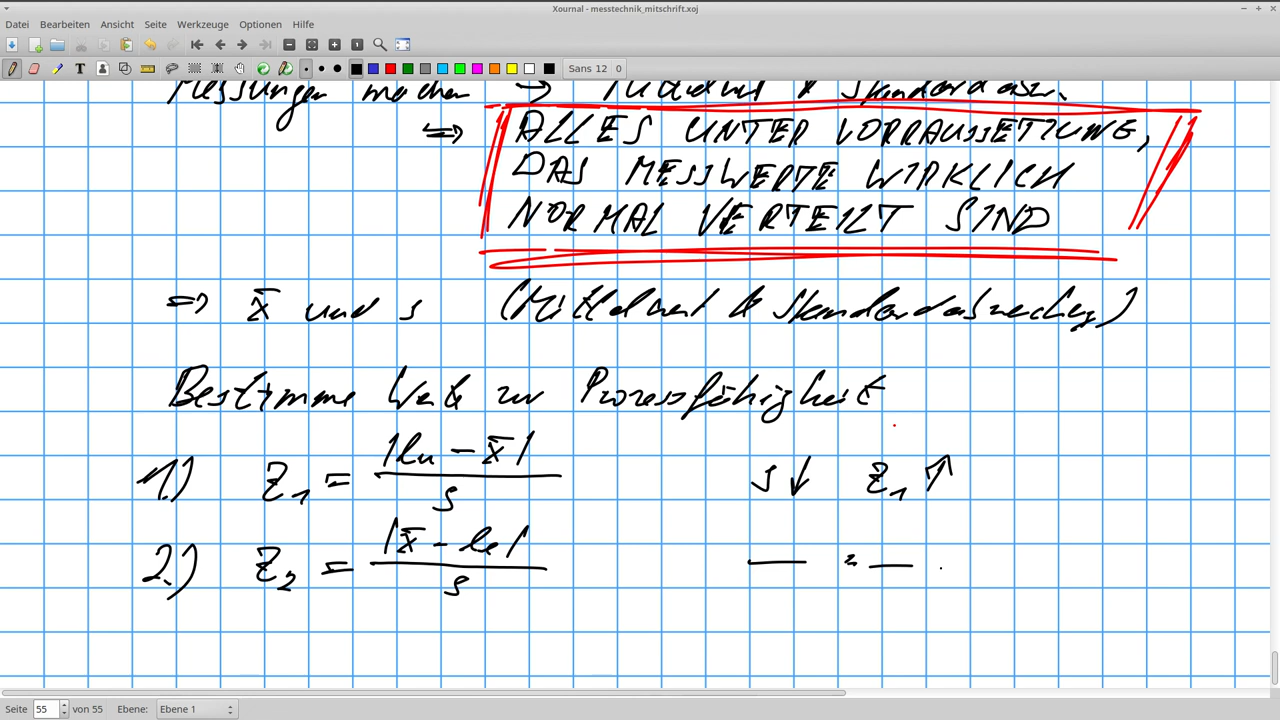 Xournal - messtechnik_mitschrift.xoj
Datei Bearbeiten Ansicht Seite Werkzeuge Optionen Hilfe
Sans 12 0
Messungen machen → Mittelwert & Standardabw.
⇒ ALLES UNTER VORRAUSSETZUNG,
DAS MESSWERTE WIRKLICH
NORMAL VERTEILT SIND
⇒ x̄ und s (Mittelwert & Standardabweichung)
Bestimme Werte zur Prozessfähigkeit
1.) Z₁ = |lu - x̄| / s s↓ Z₁↑
2.) Z₂ = |x̄ - lo| / s — " —
Seite 55 von 55 Ebene: Ebene 1